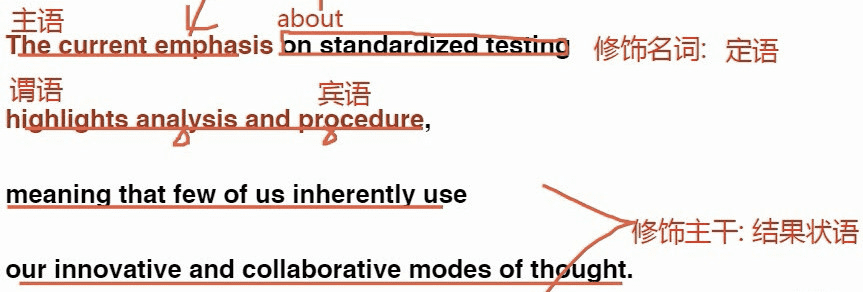 主语 about
The current emphasis on standardized testing 修饰名词: 定语
谓语 宾语
highlights analysis and procedure,
meaning that few of us inherently use
修饰主干: 结果状语
our innovative and collaborative modes of thought.